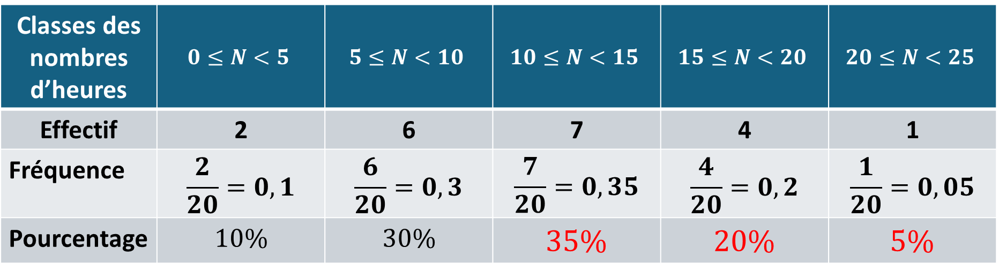 Classes des
nombres
d’heures
0 ≤ N < 5
5 ≤ N < 10
10 ≤ N < 15
15 ≤ N < 20
20 ≤ N < 25
Effectif 2 6 7 4 1
Fréquence
2/20 = 0,1
6/20 = 0,3
7/20 = 0,35
4/20 = 0,2
1/20 = 0,05
Pourcentage 10% 30% 35% 20% 5%